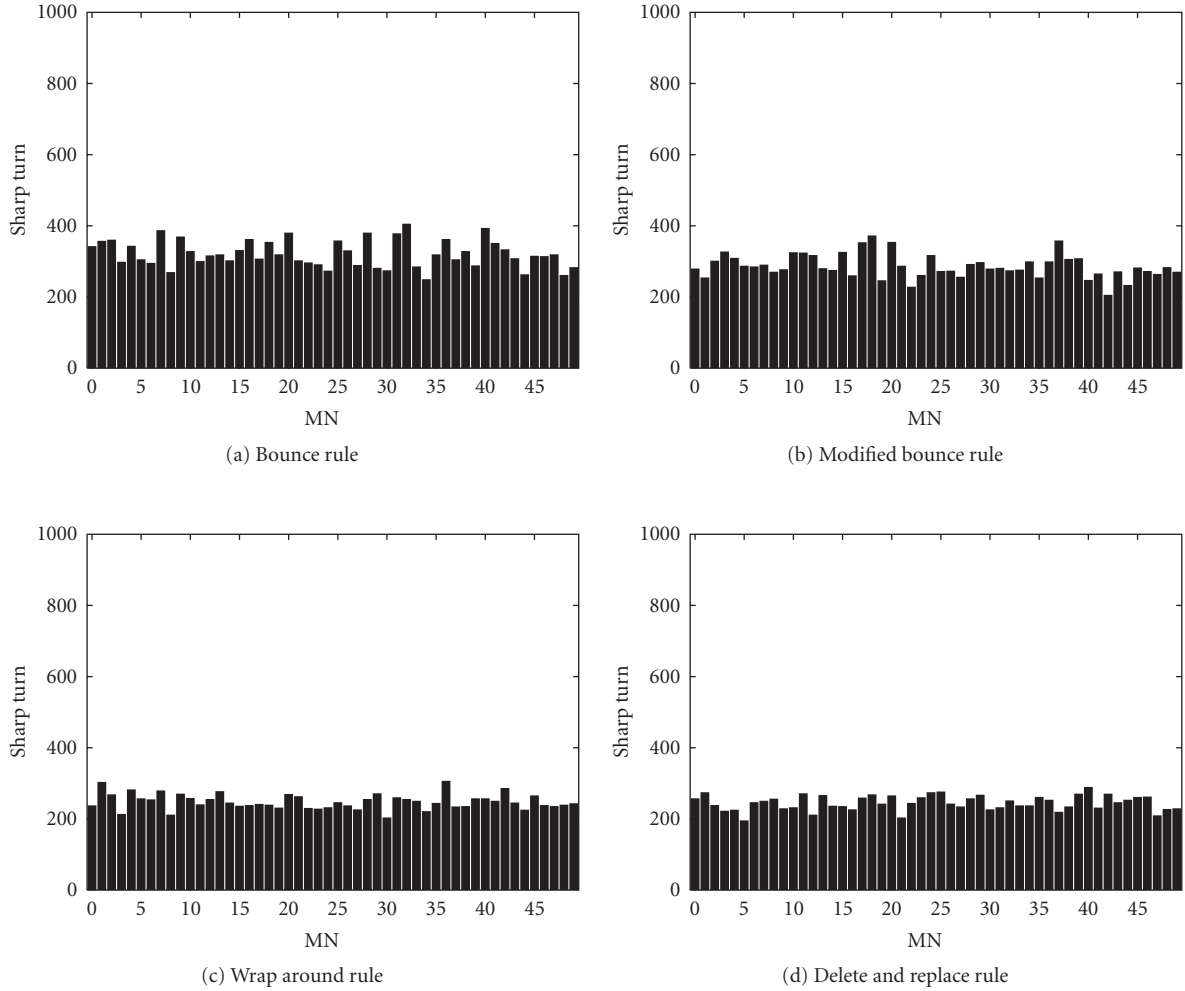 1000
800
600
400
200
0
Sharp turn
0 5 10 15 20 25 30 35 40 45
MN
(a) Bounce rule
1000
800
600
400
200
0
Sharp turn
0 5 10 15 20 25 30 35 40 45
MN
(b) Modified bounce rule
1000
800
600
400
200
0
Sharp turn
0 5 10 15 20 25 30 35 40 45
MN
(c) Wrap around rule
1000
800
600
400
200
0
Sharp turn
0 5 10 15 20 25 30 35 40 45
MN
(d) Delete and replace rule